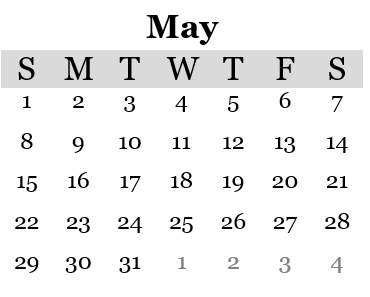 May
S M T W T F S
1 2 3 4 5 6 7
8 9 10 11 12 13 14
15 16 17 18 19 20 21
22 23 24 25 26 27 28
29 30 31 1 2 3 4